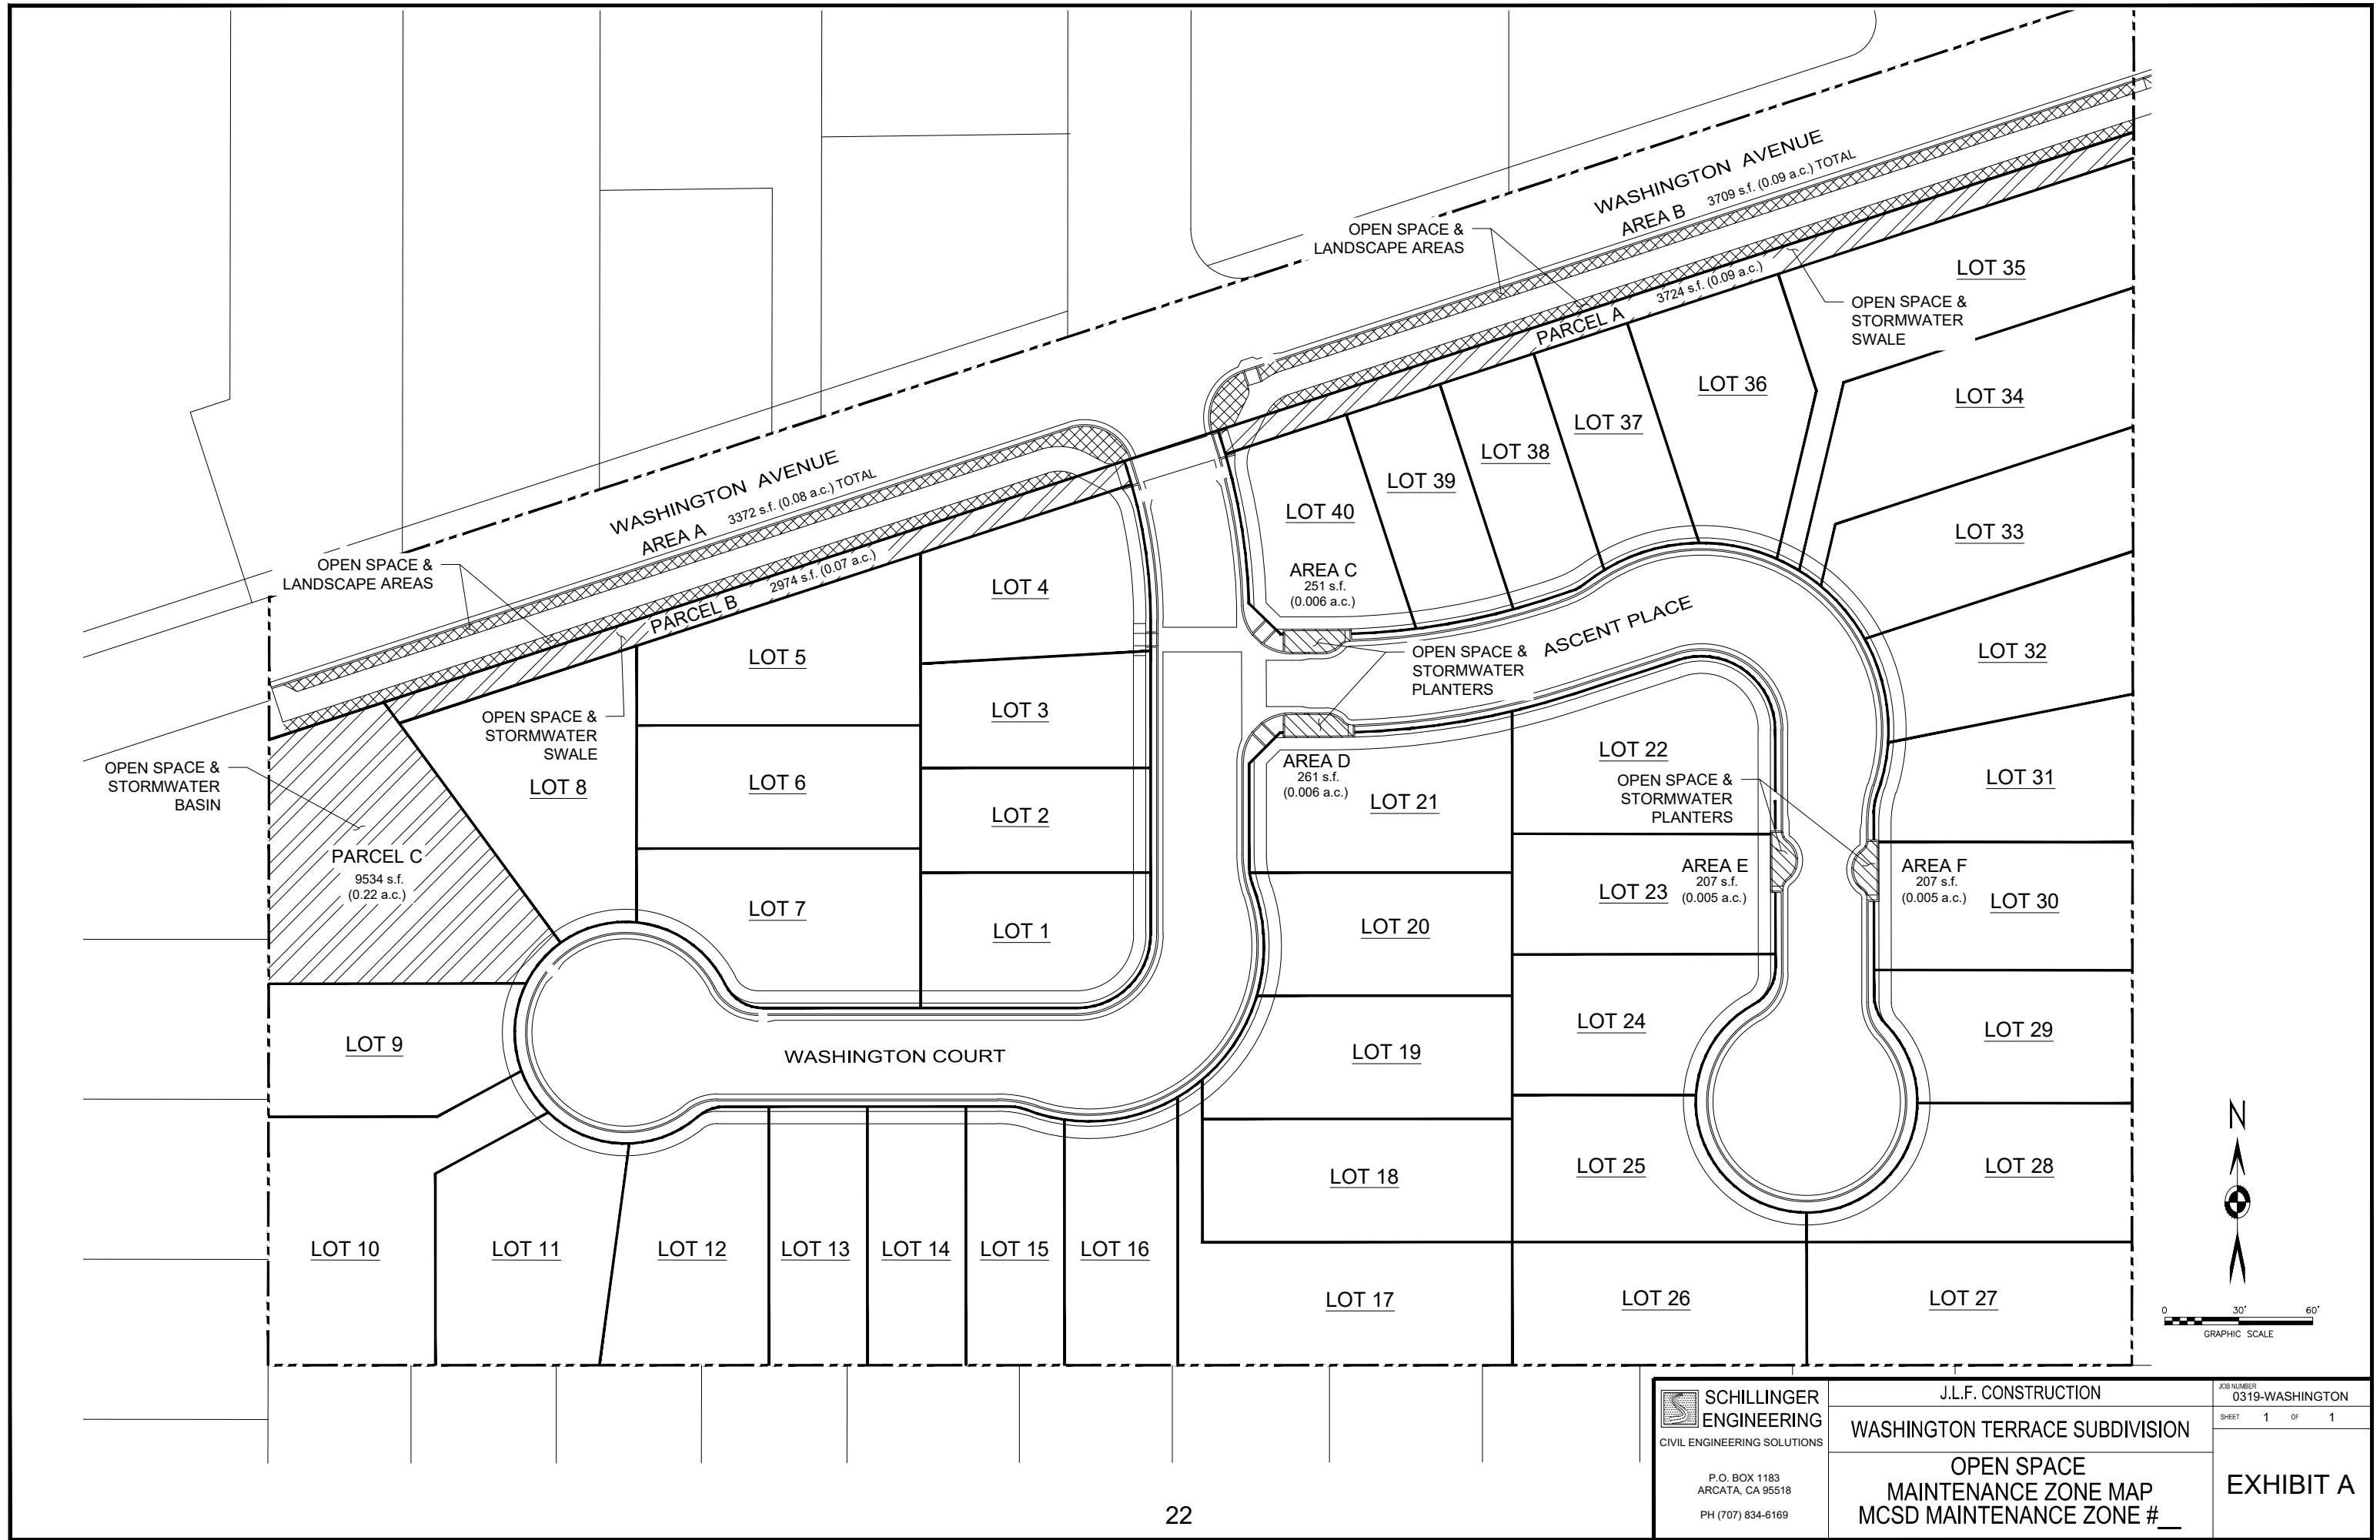 WASHINGTON AVENUE
AREA B 3709 s.f. (0.09 a.c.) TOTAL
OPEN SPACE &
LANDSCAPE AREAS
PARCEL A 3724 s.f. (0.09 a.c.)
LOT 35
OPEN SPACE &
STORMWATER
SWALE
LOT 36
LOT 34
LOT 37
LOT 38
LOT 39
LOT 40
LOT 33
WASHINGTON AVENUE
AREA A 3372 s.f. (0.08 a.c.) TOTAL
OPEN SPACE &
LANDSCAPE AREAS
PARCEL B 2974 s.f. (0.07 a.c.)
LOT 4
AREA C
251 s.f.
(0.006 a.c.)
ASCENT PLACE
OPEN SPACE &
STORMWATER
PLANTERS
LOT 32
LOT 5
LOT 3
OPEN SPACE &
STORMWATER
SWALE
OPEN SPACE &
STORMWATER
BASIN
LOT 8
LOT 6
LOT 2
AREA D
261 s.f.
(0.006 a.c.)
LOT 21
LOT 22
OPEN SPACE &
STORMWATER
PLANTERS
LOT 31
PARCEL C
9534 s.f.
(0.22 a.c.)
LOT 7
LOT 1
LOT 20
LOT 23
AREA E
207 s.f.
(0.005 a.c.)
AREA F
207 s.f.
(0.005 a.c.)
LOT 30
LOT 9
WASHINGTON COURT
LOT 19
LOT 24
LOT 29
LOT 18
LOT 25
LOT 28
N
LOT 10
LOT 11
LOT 12
LOT 13
LOT 14
LOT 15
LOT 16
LOT 17
LOT 26
LOT 27
0 30' 60'
GRAPHIC SCALE
SCHILLINGER
ENGINEERING
CIVIL ENGINEERING SOLUTIONS
P.O. BOX 1183
ARCATA, CA 95518
PH (707) 834-6169
J.L.F. CONSTRUCTION
WASHINGTON TERRACE SUBDIVISION
OPEN SPACE
MAINTENANCE ZONE MAP
MCSD MAINTENANCE ZONE #__
JOB NUMBER
0319-WASHINGTON
SHEET 1 OF 1
EXHIBIT A
22